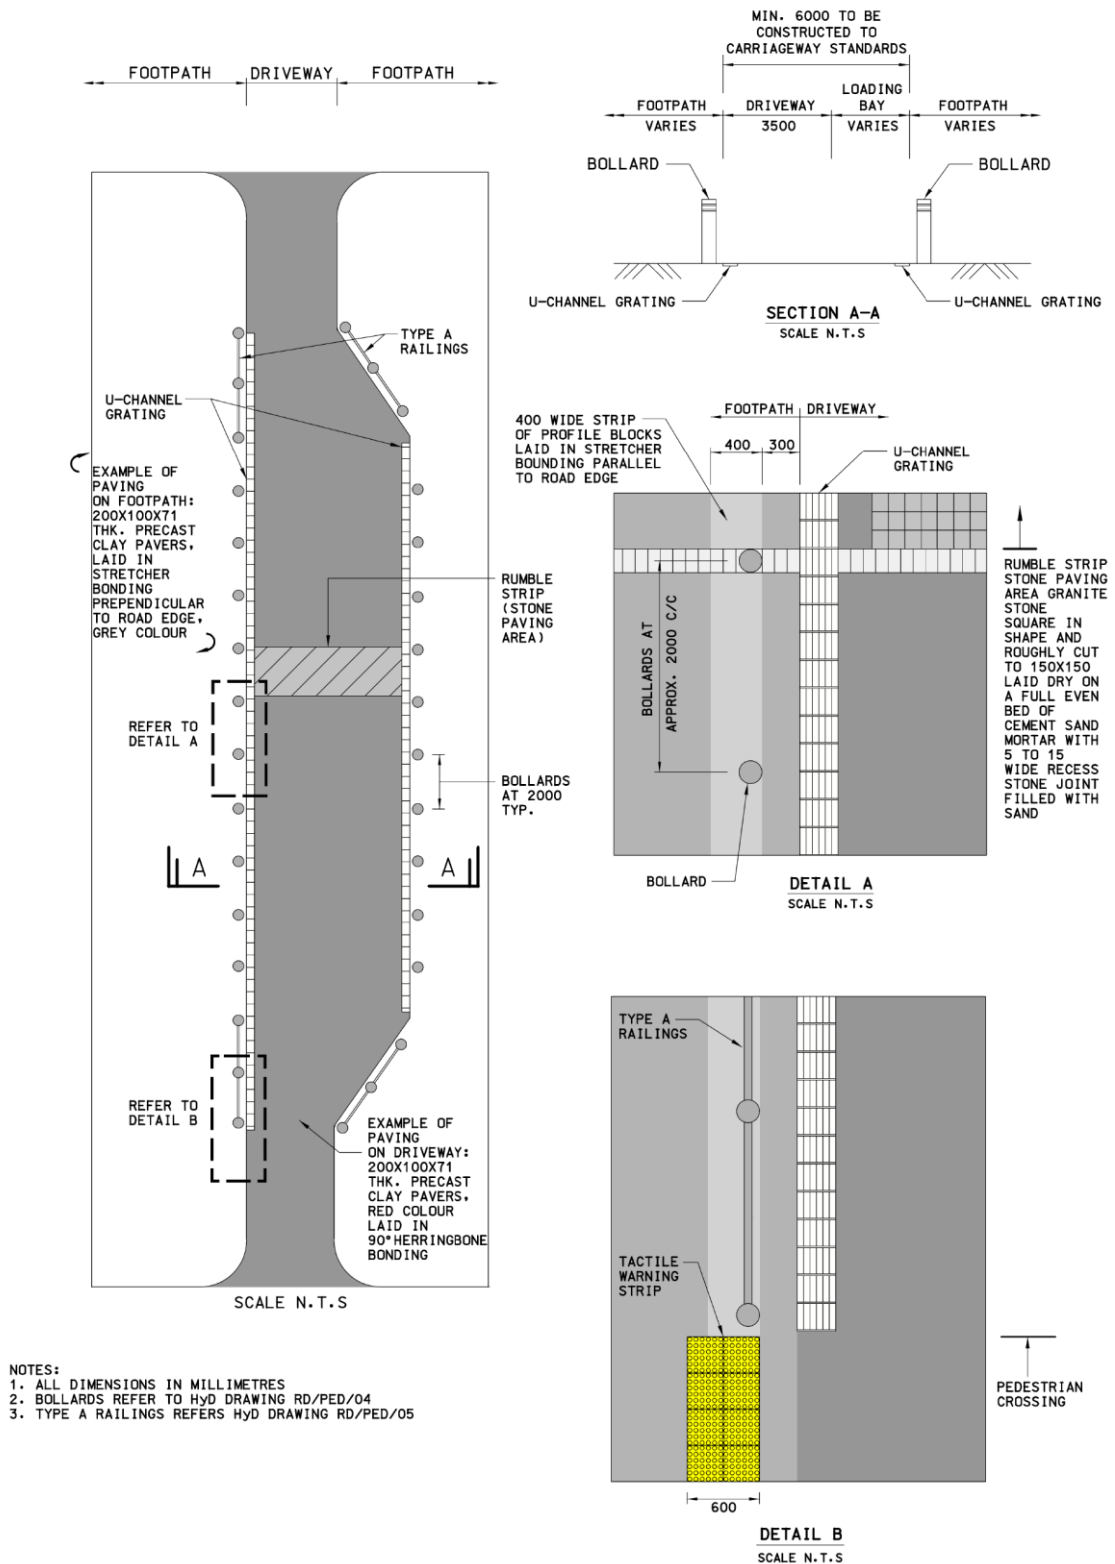 FOOTPATH
DRIVEWAY
FOOTPATH
TYPE A
RAILINGS
U-CHANNEL
GRATING
EXAMPLE OF
PAVING
ON FOOTPATH:
200X100X71
THK. PRECAST
CLAY PAVERS,
LAID IN
STRETCHER
BONDING
PREPENDICULAR
TO ROAD EDGE,
GREY COLOUR
RUMBLE
STRIP
(STONE
PAVING
AREA)
REFER TO
DETAIL A
BOLLARDS
AT 2000
TYP.
A
A
REFER TO
DETAIL B
EXAMPLE OF
PAVING
ON DRIVEWAY:
200X100X71
THK. PRECAST
CLAY PAVERS,
RED COLOUR
LAID IN
90°HERRINGBONE
BONDING
SCALE N.T.S
NOTES:
1. ALL DIMENSIONS IN MILLIMETRES
2. BOLLARDS REFER TO HyD DRAWING RD/PED/04
3. TYPE A RAILINGS REFERS HyD DRAWING RD/PED/05
MIN. 6000 TO BE
CONSTRUCTED TO
CARRIAGEWAY STANDARDS
FOOTPATH
VARIES
DRIVEWAY
3500
LOADING
BAY
VARIES
FOOTPATH
VARIES
BOLLARD
BOLLARD
U-CHANNEL GRATING
U-CHANNEL GRATING
SECTION A-A
SCALE N.T.S
400 WIDE STRIP
OF PROFILE BLOCKS
LAID IN STRETCHER
BOUNDING PARALLEL
TO ROAD EDGE
FOOTPATH
DRIVEWAY
400
300
U-CHANNEL
GRATING
BOLLARDS AT
APPROX. 2000 C/C
RUMBLE STRIP
STONE PAVING
AREA GRANITE
STONE
SQUARE IN
SHAPE AND
ROUGHLY CUT
TO 150X150
LAID DRY ON
A FULL EVEN
BED OF
CEMENT SAND
MORTAR WITH
5 TO 15
WIDE RECESS
STONE JOINT
FILLED WITH
SAND
BOLLARD
DETAIL A
SCALE N.T.S
TYPE A
RAILINGS
TACTILE
WARNING
STRIP
PEDESTRIAN
CROSSING
600
DETAIL B
SCALE N.T.S